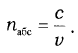 n_абс = c/v.